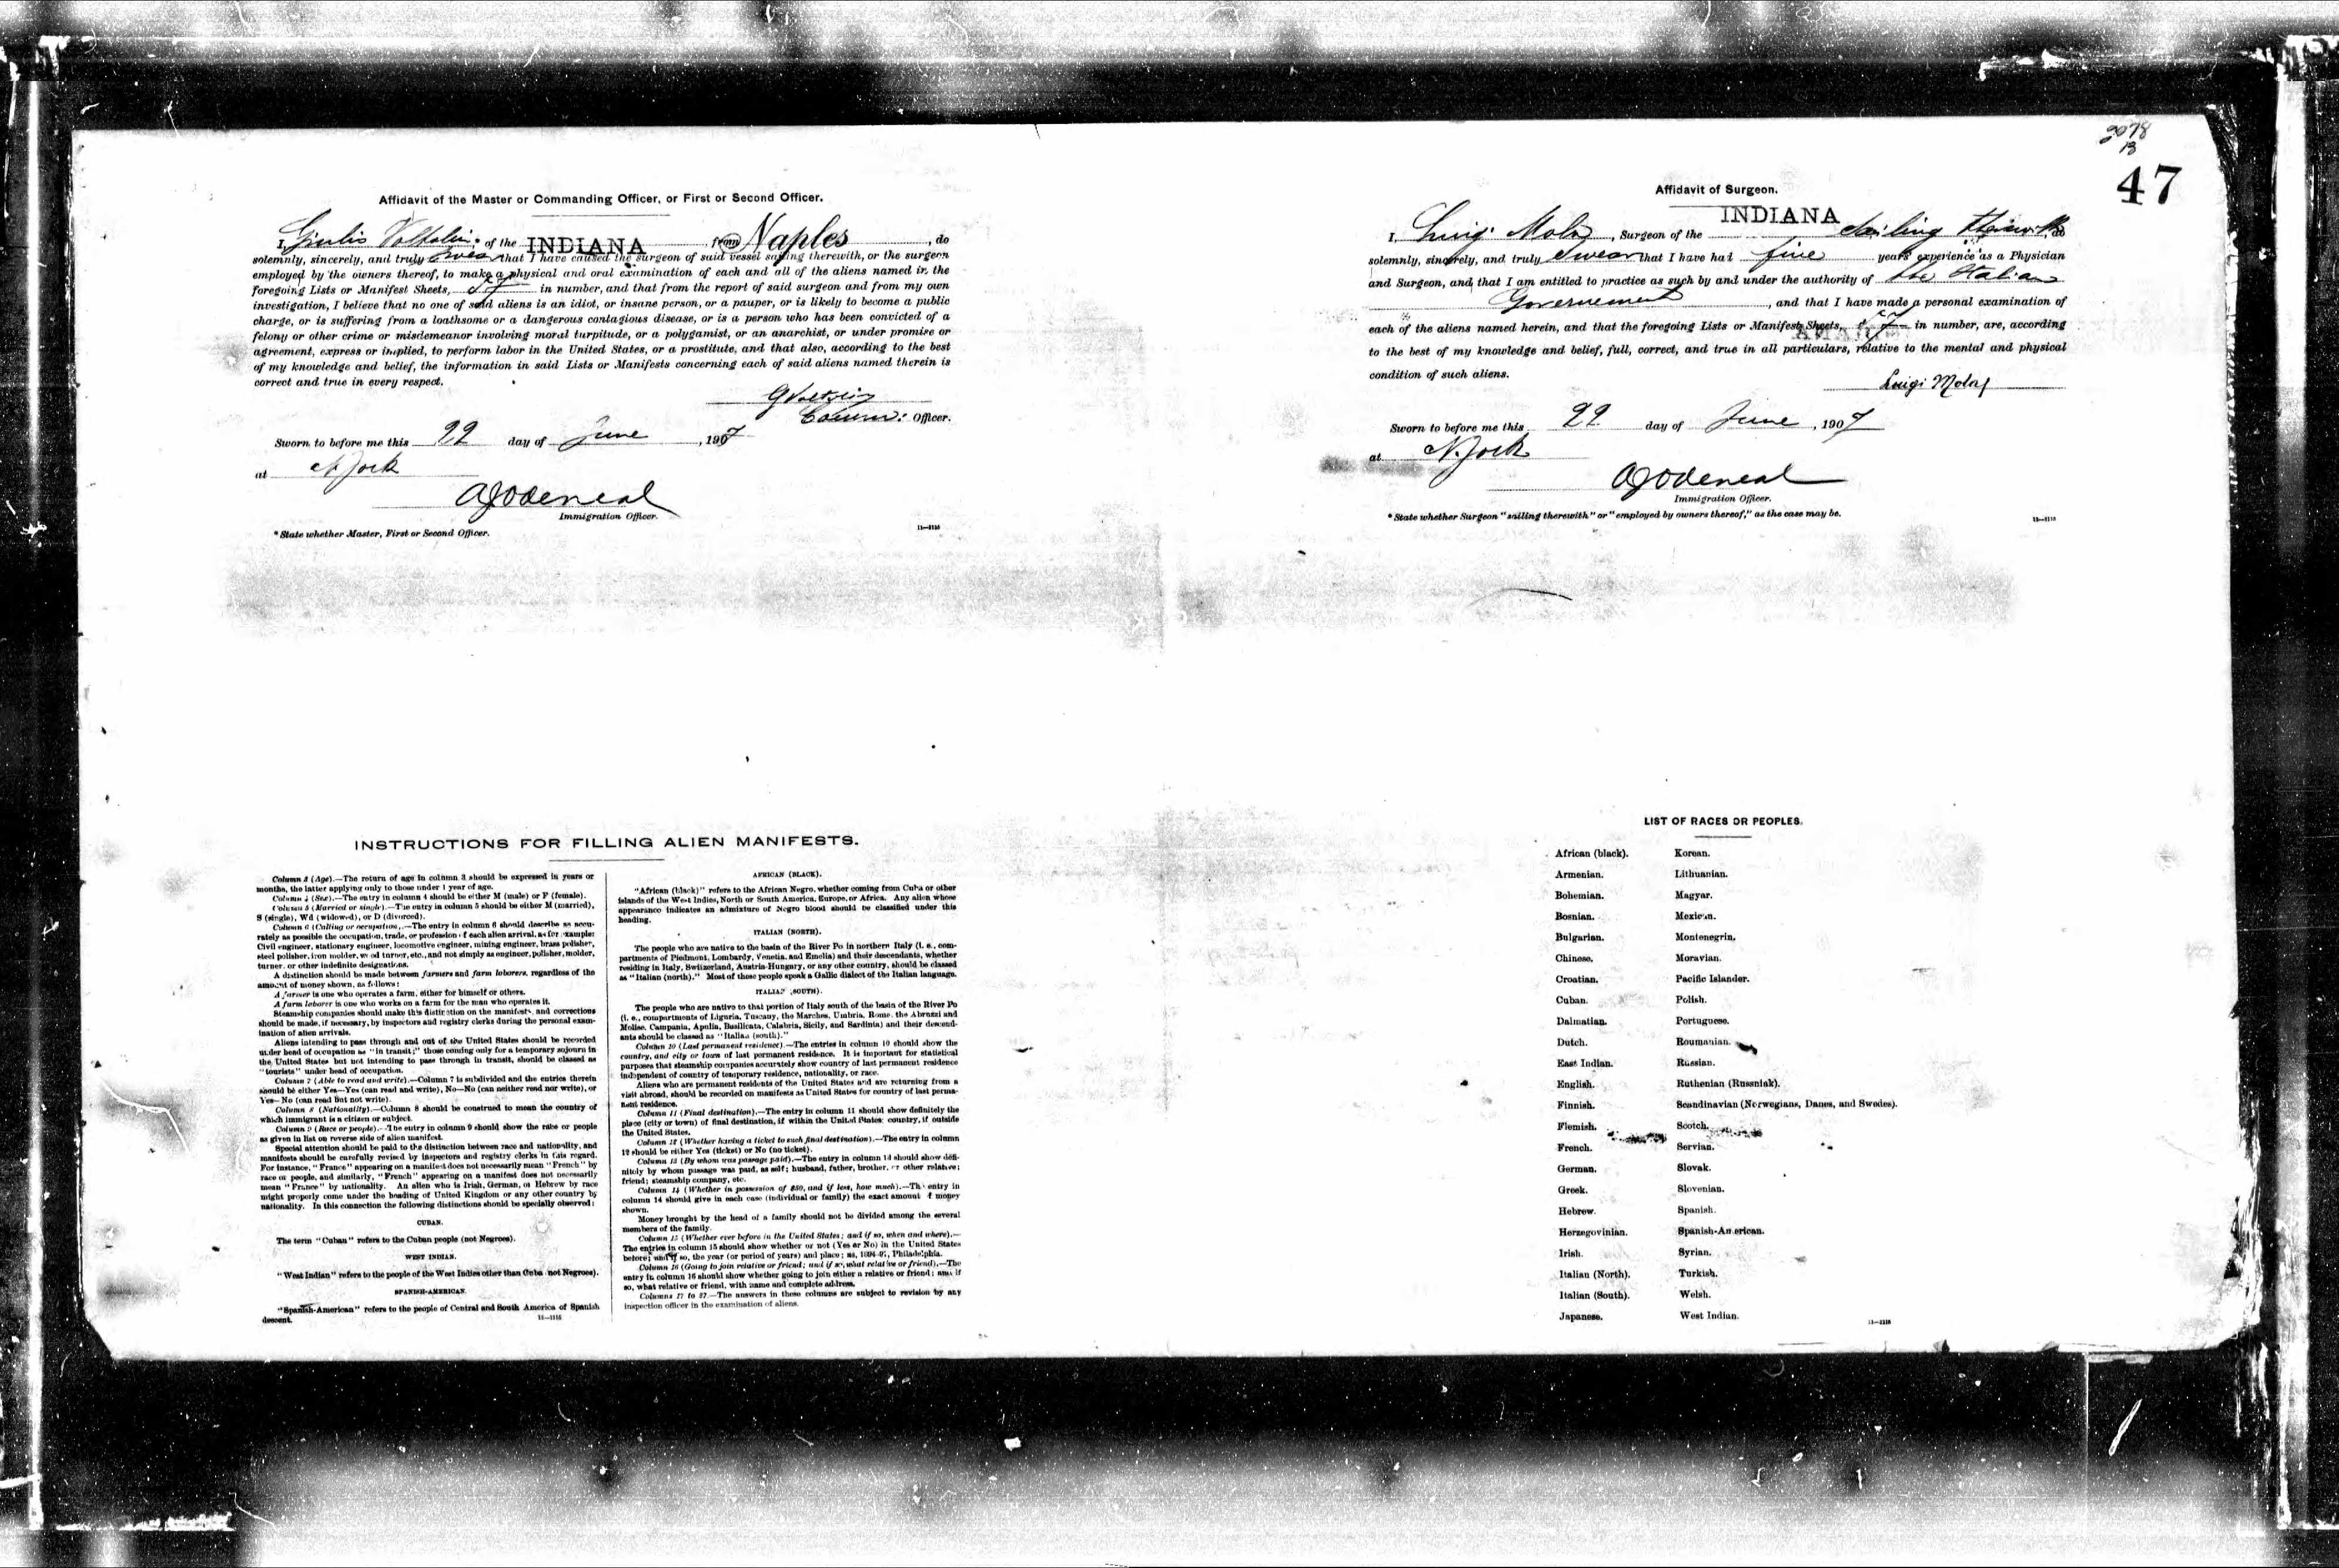 2078
13
47
Affidavit of the Master or Commanding Officer, or First or Second Officer.
I, Giulio of the INDIANA from Naples, do
solemnly, sincerely, and truly swear that I have caused the surgeon of said vessel sailing therewith, or the surgeon
employed by the owners thereof, to make a physical and oral examination of each and all of the aliens named in the
foregoing Lists or Manifest Sheets, in number, and that from the report of said surgeon and from my own
investigation, I believe that no one of said aliens is an idiot, or insane person, or a pauper, or is likely to become a public
charge, or is suffering from a loathsome or a dangerous contagious disease, or is a person who has been convicted of a
felony or other crime or misdemeanor involving moral turpitude, or a polygamist, or an anarchist, or under promise or
agreement, express or implied, to perform labor in the United States, or a prostitute, and that also, according to the best
of my knowledge and belief, the information in said Lists or Manifests concerning each of said aliens named therein is
correct and true in every respect.
Officer.
Sworn to before me this 22 day of June, 1907
at N. York
AJOdeneal
Immigration Officer.
11—1116
* State whether Master, First or Second Officer.
Affidavit of Surgeon.
INDIANA
I, Luigi Mola, Surgeon of the sailing therewith, do
solemnly, sincerely, and truly swear that I have had five years' experience as a Physician
and Surgeon, and that I am entitled to practice as such by and under the authority of the Italian
Governement, and that I have made a personal examination of
each of the aliens named herein, and that the foregoing Lists or Manifest Sheets, in number, are, according
to the best of my knowledge and belief, full, correct, and true in all particulars, relative to the mental and physical
condition of such aliens.
Luigi Mola
Sworn to before me this 22 day of June, 1907
at N. York
AJOdeneal
Immigration Officer.
* State whether Surgeon "sailing therewith" or "employed by owners thereof," as the case may be.
11—1116
INSTRUCTIONS FOR FILLING ALIEN MANIFESTS.
Column 3 (Age).—The return of age in column 3 should be expressed in years or
months, the latter applying only to those under 1 year of age.
Column 4 (Sex).—The entry in column 4 should be either M (male) or F (female).
Column 5 (Married or single).—The entry in column 5 should be either M (married),
S (single), Wd (widowed), or D (divorced).
Column 6 (Calling or occupation).—The entry in column 6 should describe as accu-
rately as possible the occupation, trade, or profession of each alien arrival, as for example:
Civil engineer, stationary engineer, locomotive engineer, mining engineer, brass polisher,
steel polisher, iron molder, wood turner, etc., and not simply as engineer, polisher, molder,
turner, or other indefinite designations.
A distinction should be made between farmers and farm laborers, regardless of the
amount of money shown, as follows:
A farmer is one who operates a farm, either for himself or others.
A farm laborer is one who works on a farm for the man who operates it.
Steamship companies should make this distinction on the manifests, and corrections
should be made, if necessary, by inspectors and registry clerks during the personal exam-
ination of alien arrivals.
Aliens intending to pass through and out of the United States should be recorded
under head of occupation as "in transit;" those coming only for a temporary sojourn in
the United States but not intending to pass through in transit, should be classed as
"tourists" under head of occupation.
Column 7 (Able to read and write).—Column 7 is subdivided and the entries therein
should be either Yes—Yes (can read and write), No—No (can neither read nor write), or
Yes—No (can read but not write).
Column 8 (Nationality).—Column 8 should be construed to mean the country of
which immigrant is a citizen or subject.
Column 9 (Race or people).—The entry in column 9 should show the race or people
as given in list on reverse side of alien manifest.
Special attention should be paid to the distinction between race and nationality, and
manifests should be carefully revised by inspectors and registry clerks in this regard.
For instance, "France" appearing on a manifest does not necessarily mean "French" by
race or people, and similarly, "French" appearing on a manifest does not necessarily
mean "France" by nationality. An alien who is Irish, German, or Hebrew by race
might properly come under the heading of United Kingdom or any other country by
nationality. In this connection the following distinctions should be specially observed:
CUBAN.
The term "Cuban" refers to the Cuban people (not Negroes).
WEST INDIAN.
"West Indian" refers to the people of the West Indies other than Cuba (not Negroes).
SPANISH-AMERICAN.
"Spanish-American" refers to the people of Central and South America of Spanish
descent.
11—1116
AFRICAN (BLACK).
"African (black)" refers to the African Negro, whether coming from Cuba or other
islands of the West Indies, North or South America, Europe, or Africa. Any alien whose
appearance indicates an admixture of Negro blood should be classified under this
heading.
ITALIAN (NORTH).
The people who are native to the basin of the River Po in northern Italy (i. e., com-
partments of Piedmont, Lombardy, Venetia, and Emelia) and their descendants, whether
residing in Italy, Switzerland, Austria-Hungary, or any other country, should be classed
as "Italian (north)." Most of these people speak a Gallic dialect of the Italian language.
ITALIAN (SOUTH).
The people who are native to that portion of Italy south of the basin of the River Po
(i. e., compartments of Liguria, Tuscany, the Marches, Umbria, Rome, the Abruzzi and
Molise, Campania, Apulia, Basilicata, Calabria, Sicily, and Sardinia) and their descend-
ants should be classed as "Italian (south)."
Column 10 (Last permanent residence).—The entries in column 10 should show the
country, and city or town of last permanent residence. It is important for statistical
purposes that steamship companies accurately show country of last permanent residence
independent of country of temporary residence, nationality, or race.
Aliens who are permanent residents of the United States and are returning from a
visit abroad, should be recorded on manifests as United States for country of last perma-
nent residence.
Column 11 (Final destination).—The entry in column 11 should show definitely the
place (city or town) of final destination, if within the United States; country, if outside
the United States.
Column 12 (Whether having a ticket to such final destination).—The entry in column
12 should be either Yes (ticket) or No (no ticket).
Column 13 (By whom was passage paid).—The entry in column 13 should show defi-
nitely by whom passage was paid, as self; husband, father, brother, or other relative;
friend; steamship company, etc.
Column 14 (Whether in possession of $50, and if less, how much).—The entry in
column 14 should give in each case (individual or family) the exact amount of money
shown.
Money brought by the head of a family should not be divided among the several
members of the family.
Column 15 (Whether ever before in the United States; and if so, when and where).—
The entries in column 15 should show whether or not (Yes or No) in the United States
before; and if so, the year (or period of years) and place; as, 1894-97, Philadelphia.
Column 16 (Going to join relative or friend; and if so, what relative or friend).—The
entry in column 16 should show whether going to join either a relative or friend; and if
so, what relative or friend, with name and complete address.
Columns 17 to 27.—The answers in these columns are subject to revision by any
inspection officer in the examination of aliens.
LIST OF RACES OR PEOPLES.
African (black). Korean.
Armenian. Lithuanian.
Bohemian. Magyar.
Bosnian. Mexican.
Bulgarian. Montenegrin.
Chinese. Moravian.
Croatian. Pacific Islander.
Cuban. Polish.
Dalmatian. Portuguese.
Dutch. Roumanian.
East Indian. Russian.
English. Ruthenian (Russniak).
Finnish. Scandinavian (Norwegians, Danes, and Swedes).
Flemish. Scotch.
French. Servian.
German. Slovak.
Greek. Slovenian.
Hebrew. Spanish.
Herzegovinian. Spanish-American.
Irish. Syrian.
Italian (North). Turkish.
Italian (South). Welsh.
Japanese. West Indian.
11—1116